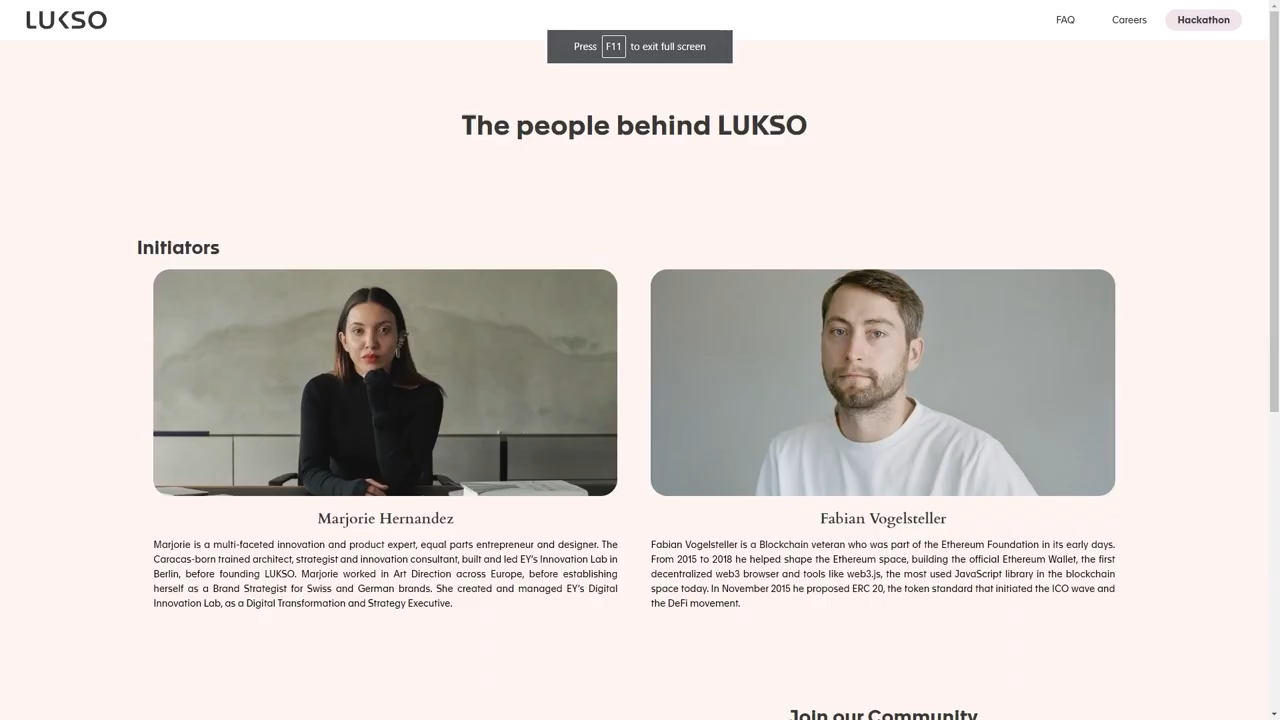 LUKSO
FAQ
Careers
Hackathon
Press F11 to exit full screen
The people behind LUKSO
Initiators
Marjorie Hernandez
Marjorie is a multi-faceted innovation and product expert, equal parts entrepreneur and designer. The
Caracas-born trained architect, strategist and innovation consultant, built and led EY's Innovation Lab in
Berlin, before founding LUKSO. Marjorie worked in Art Direction across Europe, before establishing
herself as a Brand Strategist for Swiss and German brands. She created and managed EY's Digital
Innovation Lab, as a Digital Transformation and Strategy Executive.
Fabian Vogelsteller
Fabian Vogelsteller is a Blockchain veteran who was part of the Ethereum Foundation in its early days.
From 2015 to 2018 he helped shape the Ethereum space, building the official Ethereum Wallet, the first
decentralized web3 browser and tools like web3.js, the most used JavaScript library in the blockchain
space today. In November 2015 he proposed ERC 20, the token standard that initiated the ICO wave and
the DeFi movement.
Join our Community